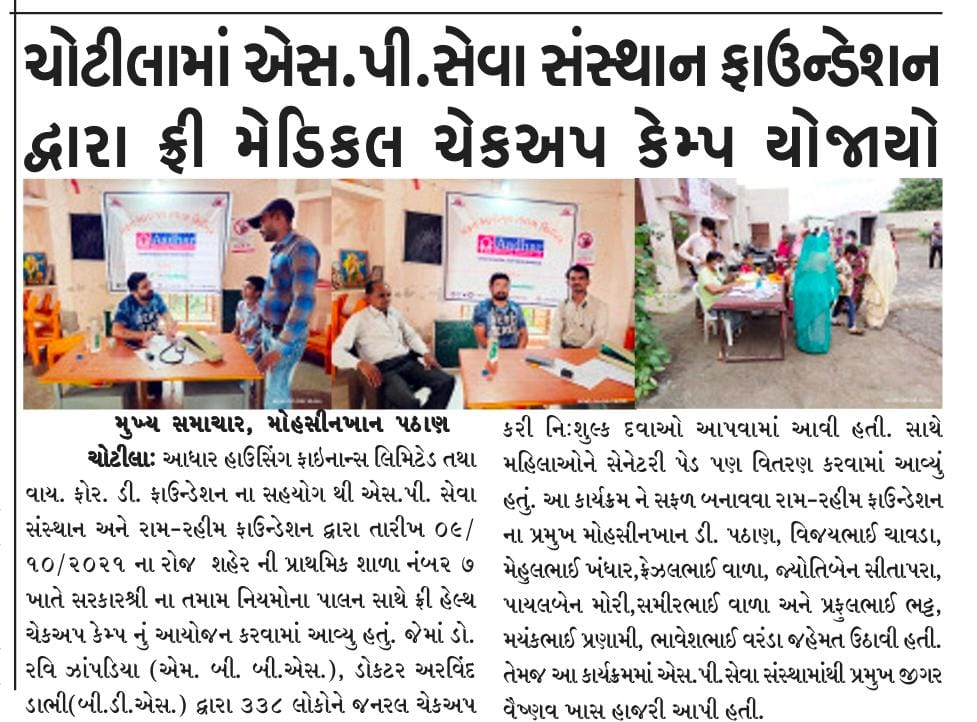 ચોટીલામાં એસ.પી.સેવા સંસ્થાન ફાઉન્ડેશન
દ્વારા ફ્રી મેડિકલ ચેકઅપ કેમ્પ યોજાયો
Aadhar
Aadhar
મુખ્ય સમાચાર, મોહસીનખાન પઠાણ
ચોટીલા: આધાર હાઉસિંગ ફાઇનાન્સ લિમિટેડ તથા
વાય. ફોર. ડી. ફાઉન્ડેશન ના સહયોગ થી એસ.પી. સેવા
સંસ્થાન અને રામ-રહીમ ફાઉન્ડેશન દ્વારા તારીખ ૦૯/
૧૦/૨૦૨૧ ના રોજ શહેર ની પ્રાથમિક શાળા નંબર ૭
ખાતે સરકારશ્રી ના તમામ નિયમોના પાલન સાથે ફ્રી હેલ્થ
ચેકઅપ કેમ્પ નું આયોજન કરવામાં આવ્યુ હતું. જેમાં ડો.
રવિ ઝાંપડિયા (એમ. બી. બી.એસ.), ડોકટર અરવિંદ
ડાભી(બી.ડી.એસ.) દ્વારા ૩૩૮ લોકોને જનરલ ચેકઅપ
કરી નિ:શુલ્ક દવાઓ આપવામાં આવી હતી. સાથે
મહિલાઓને સેનેટરી પેડ પણ વિતરણ કરવામાં આવ્યું
હતું. આ કાર્યક્રમ ને સફળ બનાવવા રામ-રહીમ ફાઉન્ડેશન
ના પ્રમુખ મોહસીનખાન ડી. પઠાણ, વિજયભાઈ ચાવડા,
મેહુલભાઈ ખંધાર,ફ્રેઝલભાઈ વાળા, જ્યોતિબેન સીતાપરા,
પાયલબેન મોરી,સમીરભાઈ વાળા અને પ્રફુલભાઈ ભટ્ટ,
મયંકભાઈ પ્રણામી, ભાવેશભાઈ વરંડા જહેમત ઉઠાવી હતી.
તેમજ આ કાર્યક્રમમાં એસ.પી.સેવા સંસ્થામાંથી પ્રમુખ જીગર
વૈષ્ણવ ખાસ હાજરી આપી હતી.